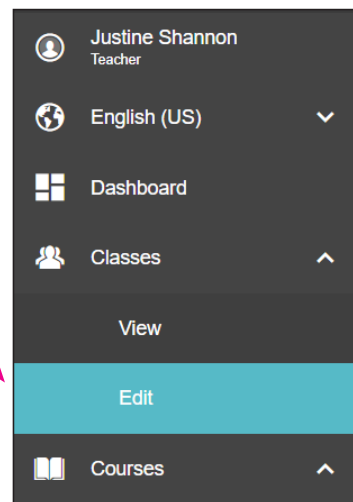 Justine Shannon
Teacher
English (US)
Dashboard
Classes
View
Edit
Courses